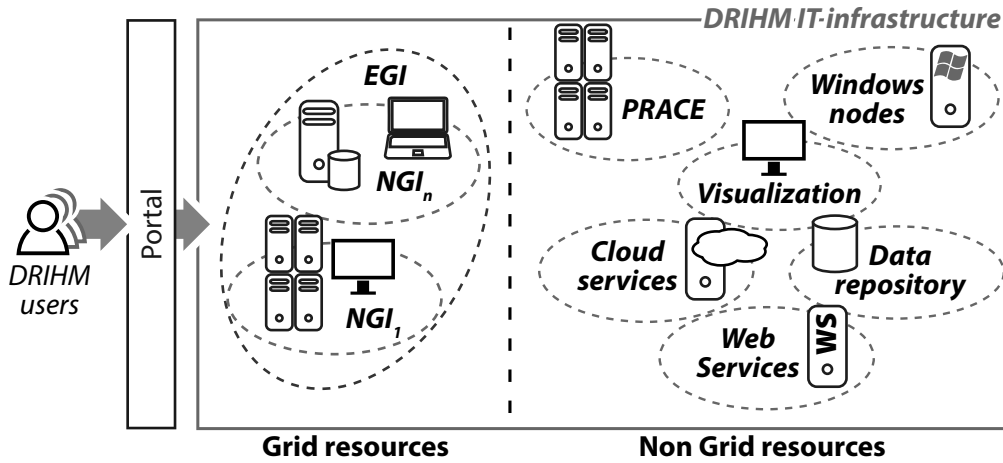 DRIHM IT-infrastructure
DRIHM
users
Portal
EGI
NGIn
NGI1
Grid resources
PRACE
Windows
nodes
Visualization
Cloud
services
Data
repository
Web
Services
WS
Non Grid resources